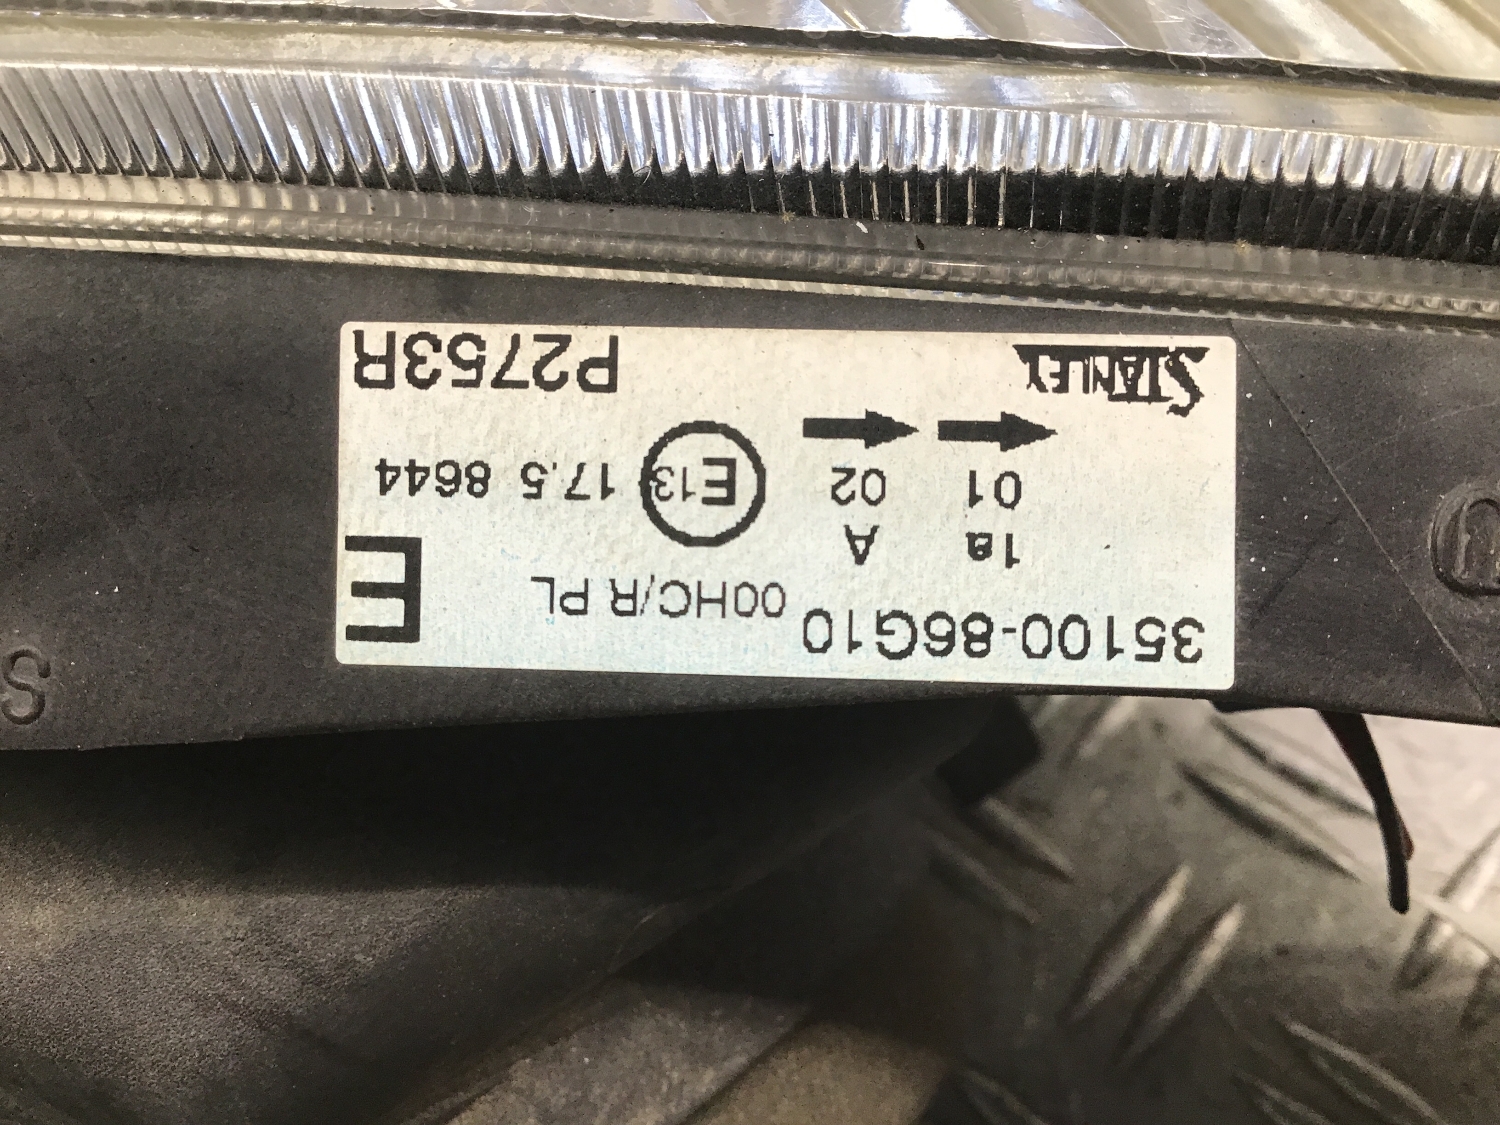 35100-86G10 00HC/R PL E
1a A
01 02 E13 17.5 8644
STANLEY P2753R
S